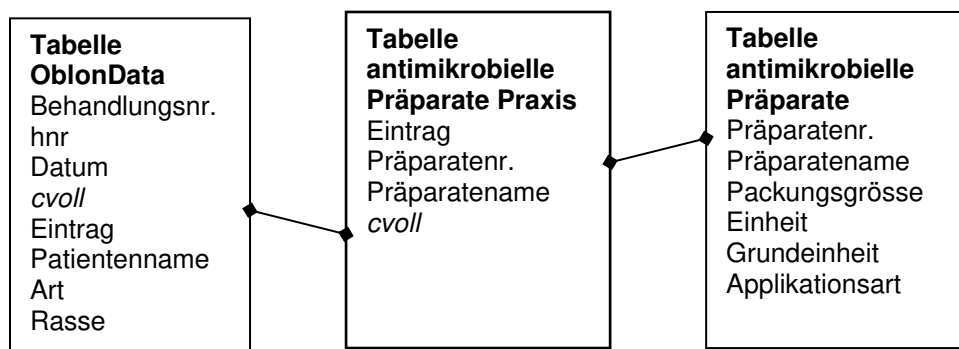 Tabelle
OblonData
Behandlungsnr.
hnr
Datum
cvoll
Eintrag
Patientenname
Art
Rasse
Tabelle
antimikrobielle
Präparate Praxis
Eintrag
Präparatenr.
Präparatename
cvoll
Tabelle
antimikrobielle
Präparate
Präparatenr.
Präparatename
Packungsgrösse
Einheit
Grundeinheit
Applikationsart